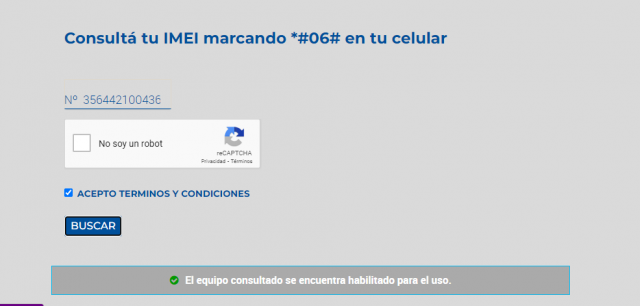 Consultá tu IMEI marcando *#06# en tu celular
Nº 356442100436
No soy un robot
reCAPTCHA
Privacidad - Términos
ACEPTO TERMINOS Y CONDICIONES
BUSCAR
El equipo consultado se encuentra habilitado para el uso.